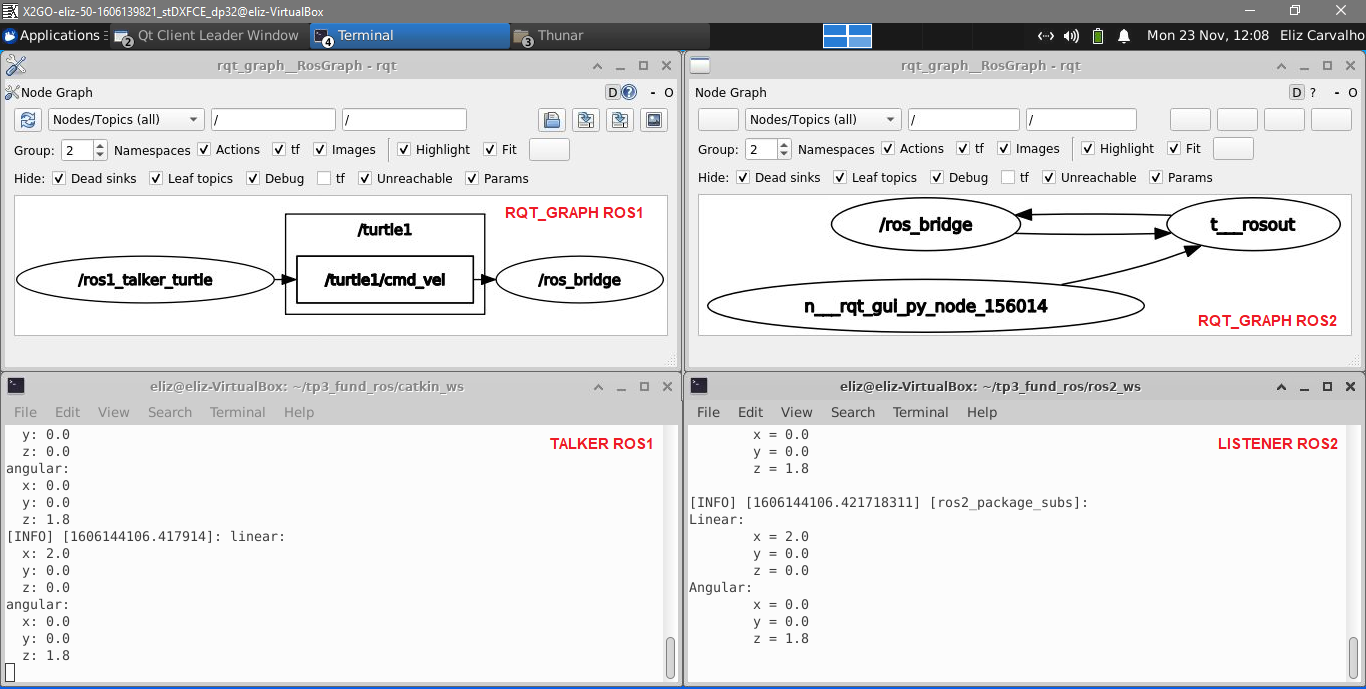 X2GO-eliz-50-1606139821_stDXFCE_dp32@eliz-VirtualBox
Applications
2 Qt Client Leader Window
4 Terminal
3 Thunar
Mon 23 Nov, 12:08 Eliz Carvalho
rqt_graph__RosGraph - rqt
Node Graph
D ? - O
Nodes/Topics (all) / /
Group: 2 Namespaces Actions tf Images Highlight Fit
Hide: Dead sinks Leaf topics Debug tf Unreachable Params
RQT_GRAPH ROS1
/turtle1
/ros1_talker_turtle
/turtle1/cmd_vel
/ros_bridge
rqt_graph__RosGraph - rqt
Node Graph
D ? - O
Nodes/Topics (all) / /
Group: 2 Namespaces Actions tf Images Highlight Fit
Hide: Dead sinks Leaf topics Debug tf Unreachable Params
/ros_bridge
t___rosout
n___rqt_gui_py_node_156014
RQT_GRAPH ROS2
eliz@eliz-VirtualBox: ~/tp3_fund_ros/catkin_ws
File Edit View Search Terminal Help
TALKER ROS1
y: 0.0
z: 0.0
angular:
x: 0.0
y: 0.0
z: 1.8
[INFO] [1606144106.417914]: linear:
x: 2.0
y: 0.0
z: 0.0
angular:
x: 0.0
y: 0.0
z: 1.8
eliz@eliz-VirtualBox: ~/tp3_fund_ros/ros2_ws
File Edit View Search Terminal Help
LISTENER ROS2
x = 0.0
y = 0.0
z = 1.8
[INFO] [1606144106.421718311] [ros2_package_subs]:
Linear:
x = 2.0
y = 0.0
z = 0.0
Angular:
x = 0.0
y = 0.0
z = 1.8